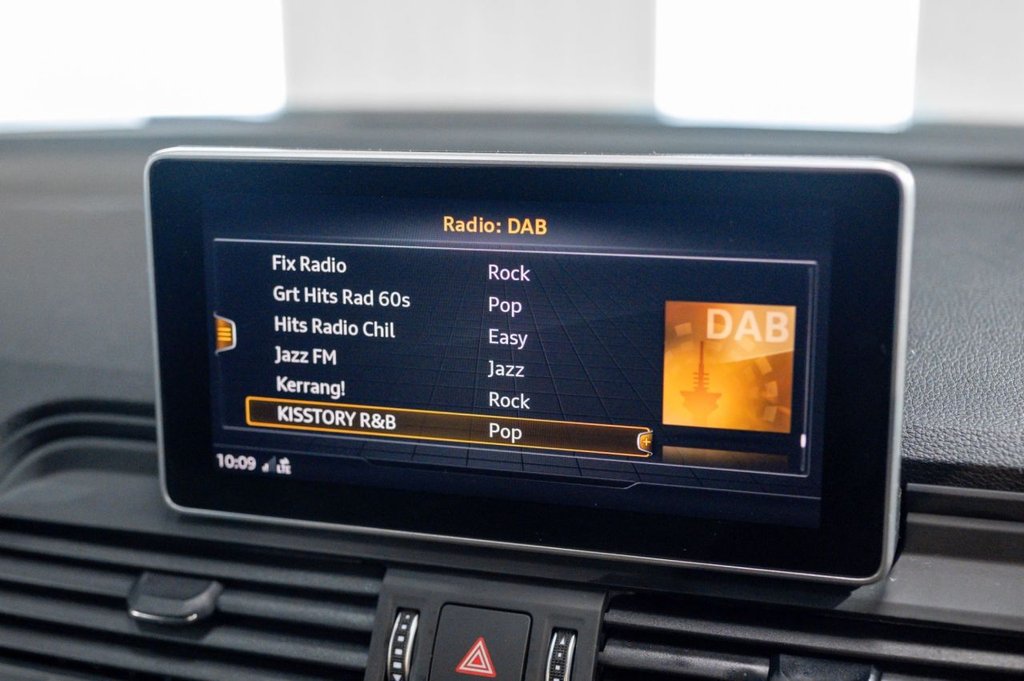 Radio: DAB
Fix Radio Rock
Grt Hits Rad 60s Pop
Hits Radio Chil Easy
Jazz FM Jazz
Kerrang! Rock
KISSTORY R&B Pop
DAB
10:09 LTE